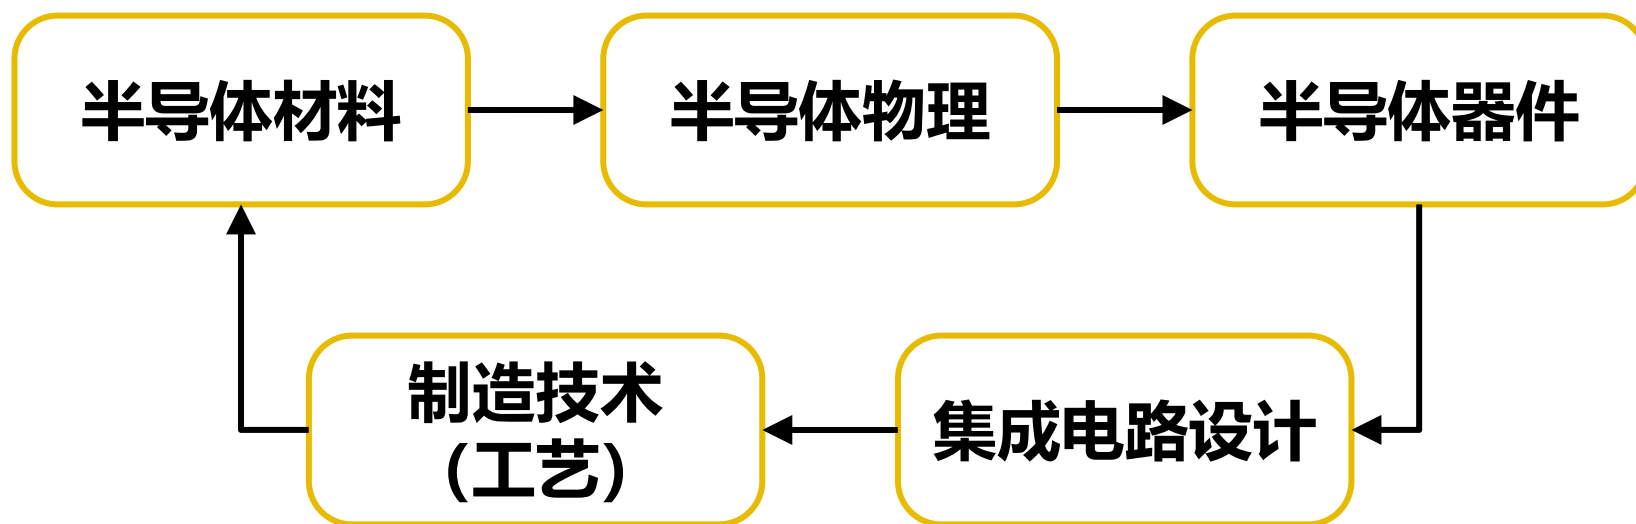 半导体材料
半导体物理
半导体器件
制造技术
（工艺）
集成电路设计